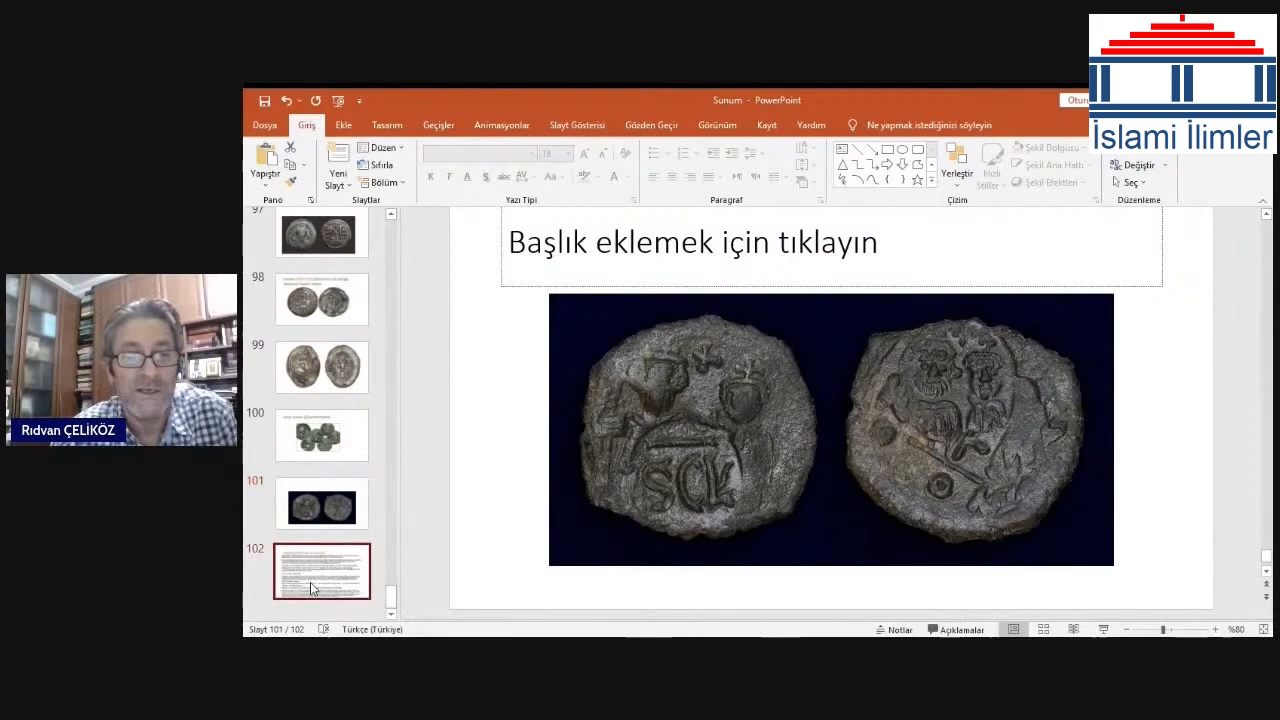 Sunum - PowerPoint
Dosya Giriş Ekle Tasarım Geçişler Animasyonlar Slayt Gösterisi Gözden Geçir Görünüm Kayıt Yardım Ne yapmak istediğinizi söyleyin
İslami İlimler
Yapıştır
Yeni
Slayt
Düzen
Sıfırla
Bölüm
18
Yerleştir
Hızlı
Stiller
Şekil Dolgusu
Şekil Ana Hattı
Şekil Efektleri
Değiştir
Seç
Pano Slaytlar Yazı Tipi Paragraf Çizim Düzenleme
97
98
99
100
101
102
Başlık eklemek için tıklayın
SCL
Rıdvan ÇELİKÖZ
Slayt 101 / 102 Türkçe (Türkiye) Notlar Açıklamalar %80